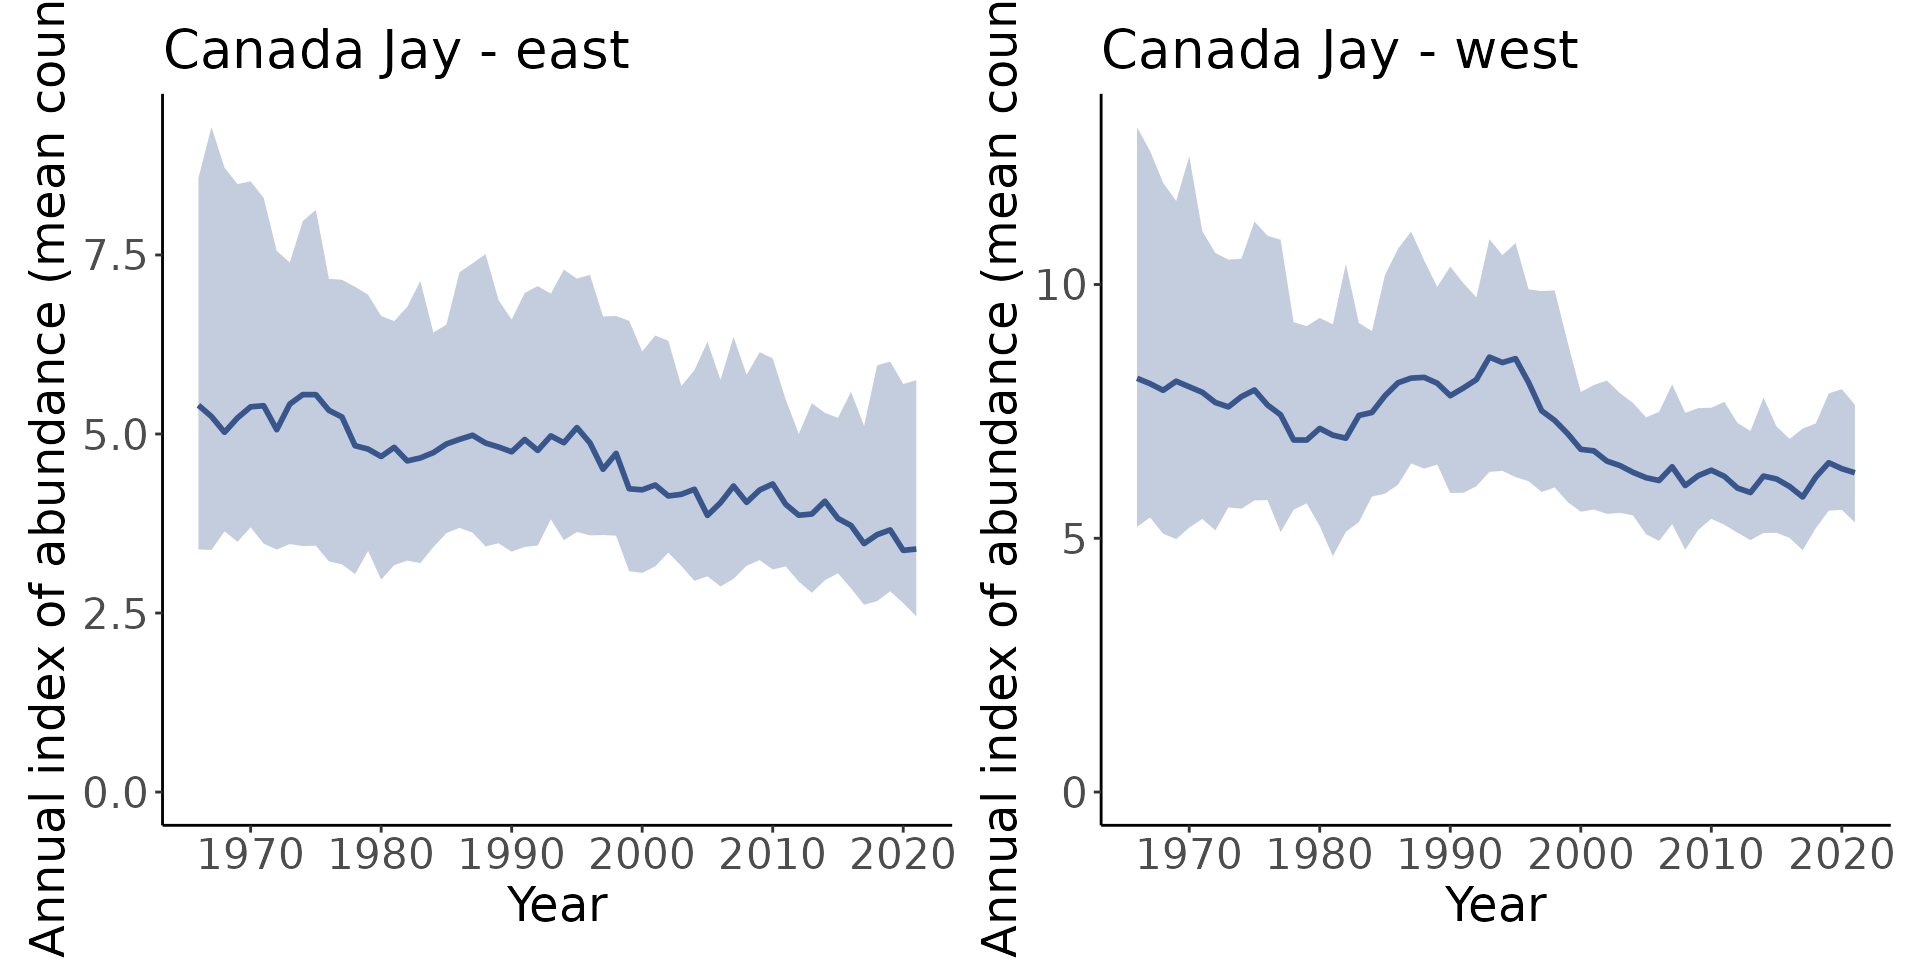 Canada Jay - east
Annual index of abundance (mean coun
7.5
5.0
2.5
0.0
1970 1980 1990 2000 2010 2020
Year
Canada Jay - west
Annual index of abundance (mean coun
10
5
0
1970 1980 1990 2000 2010 2020
Year